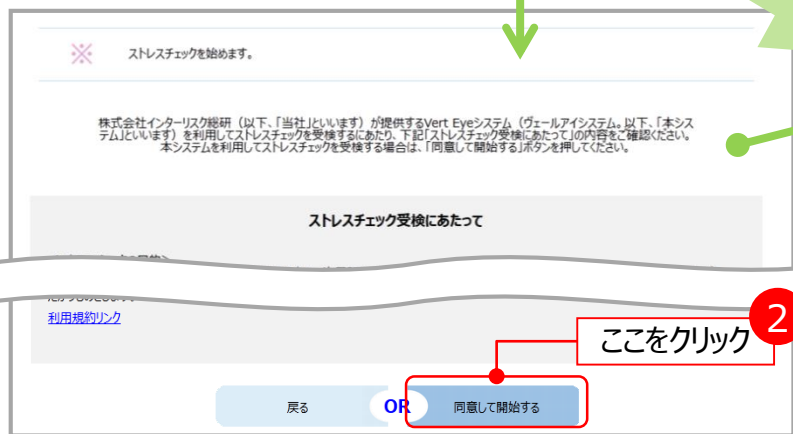 ※ ストレスチェックを始めます。
株式会社インターリスク総研（以下、「当社」といいます）が提供するVert Eyeシステム（ヴェールアイシステム。以下、「本シス
テム」といいます）を利用してストレスチェックを受検するにあたり、下記「ストレスチェック受検にあたって」の内容をご確認ください。
本システムを利用してストレスチェックを受検する場合は、「同意して開始する」ボタンを押してください。
ストレスチェック受検にあたって
利用規約リンク
2
ここをクリック
戻る OR 同意して開始する